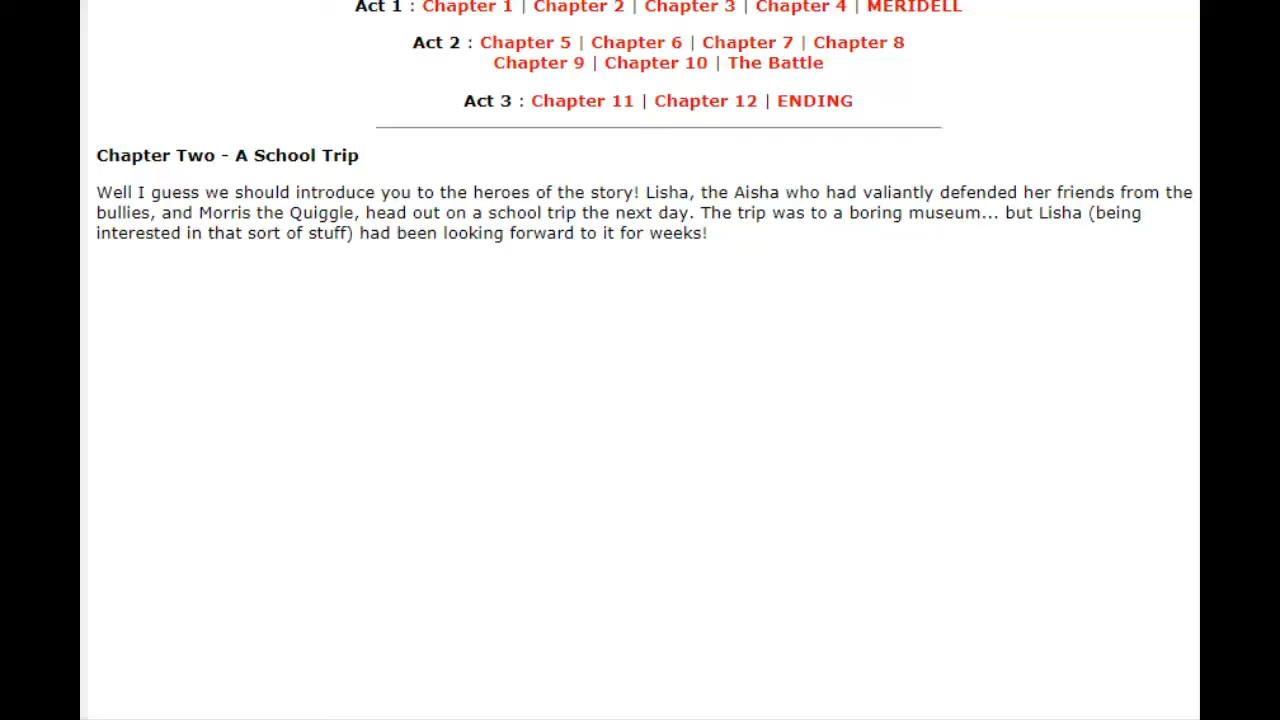 Act 1 : Chapter 1 | Chapter 2 | Chapter 3 | Chapter 4 | MERIDELL
Act 2 : Chapter 5 | Chapter 6 | Chapter 7 | Chapter 8
Chapter 9 | Chapter 10 | The Battle
Act 3 : Chapter 11 | Chapter 12 | ENDING
Chapter Two - A School Trip
Well I guess we should introduce you to the heroes of the story! Lisha, the Aisha who had valiantly defended her friends from the
bullies, and Morris the Quiggle, head out on a school trip the next day. The trip was to a boring museum... but Lisha (being
interested in that sort of stuff) had been looking forward to it for weeks!